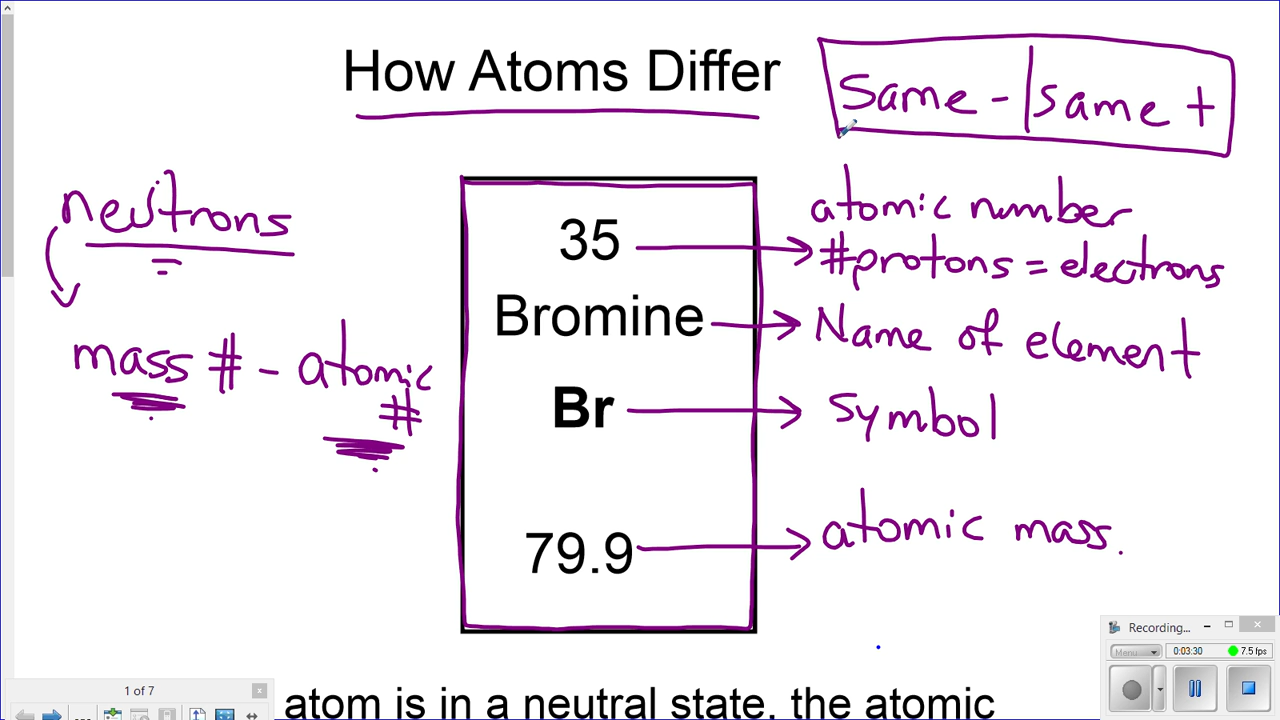 How Atoms Differ
Same - | Same +
neutrons
mass # - atomic
#
35
Bromine
Br
79.9
atomic number
#protons = electrons
Name of element
Symbol
atomic mass.
Recording...
Menu
0:03:30
7.5 fps
1 of 7
atom is in a neutral state, the atomic